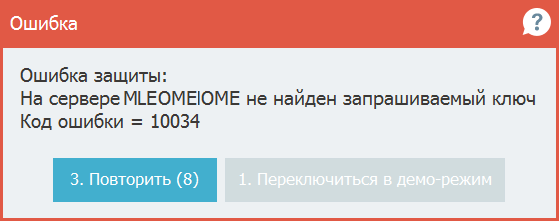 Ошибка
?
Ошибка защиты:
На сервере MLEOMEIOME не найден запрашиваемый ключ
Код ошибки = 10034
3. Повторить (8)
1. Переключиться в демо-режим